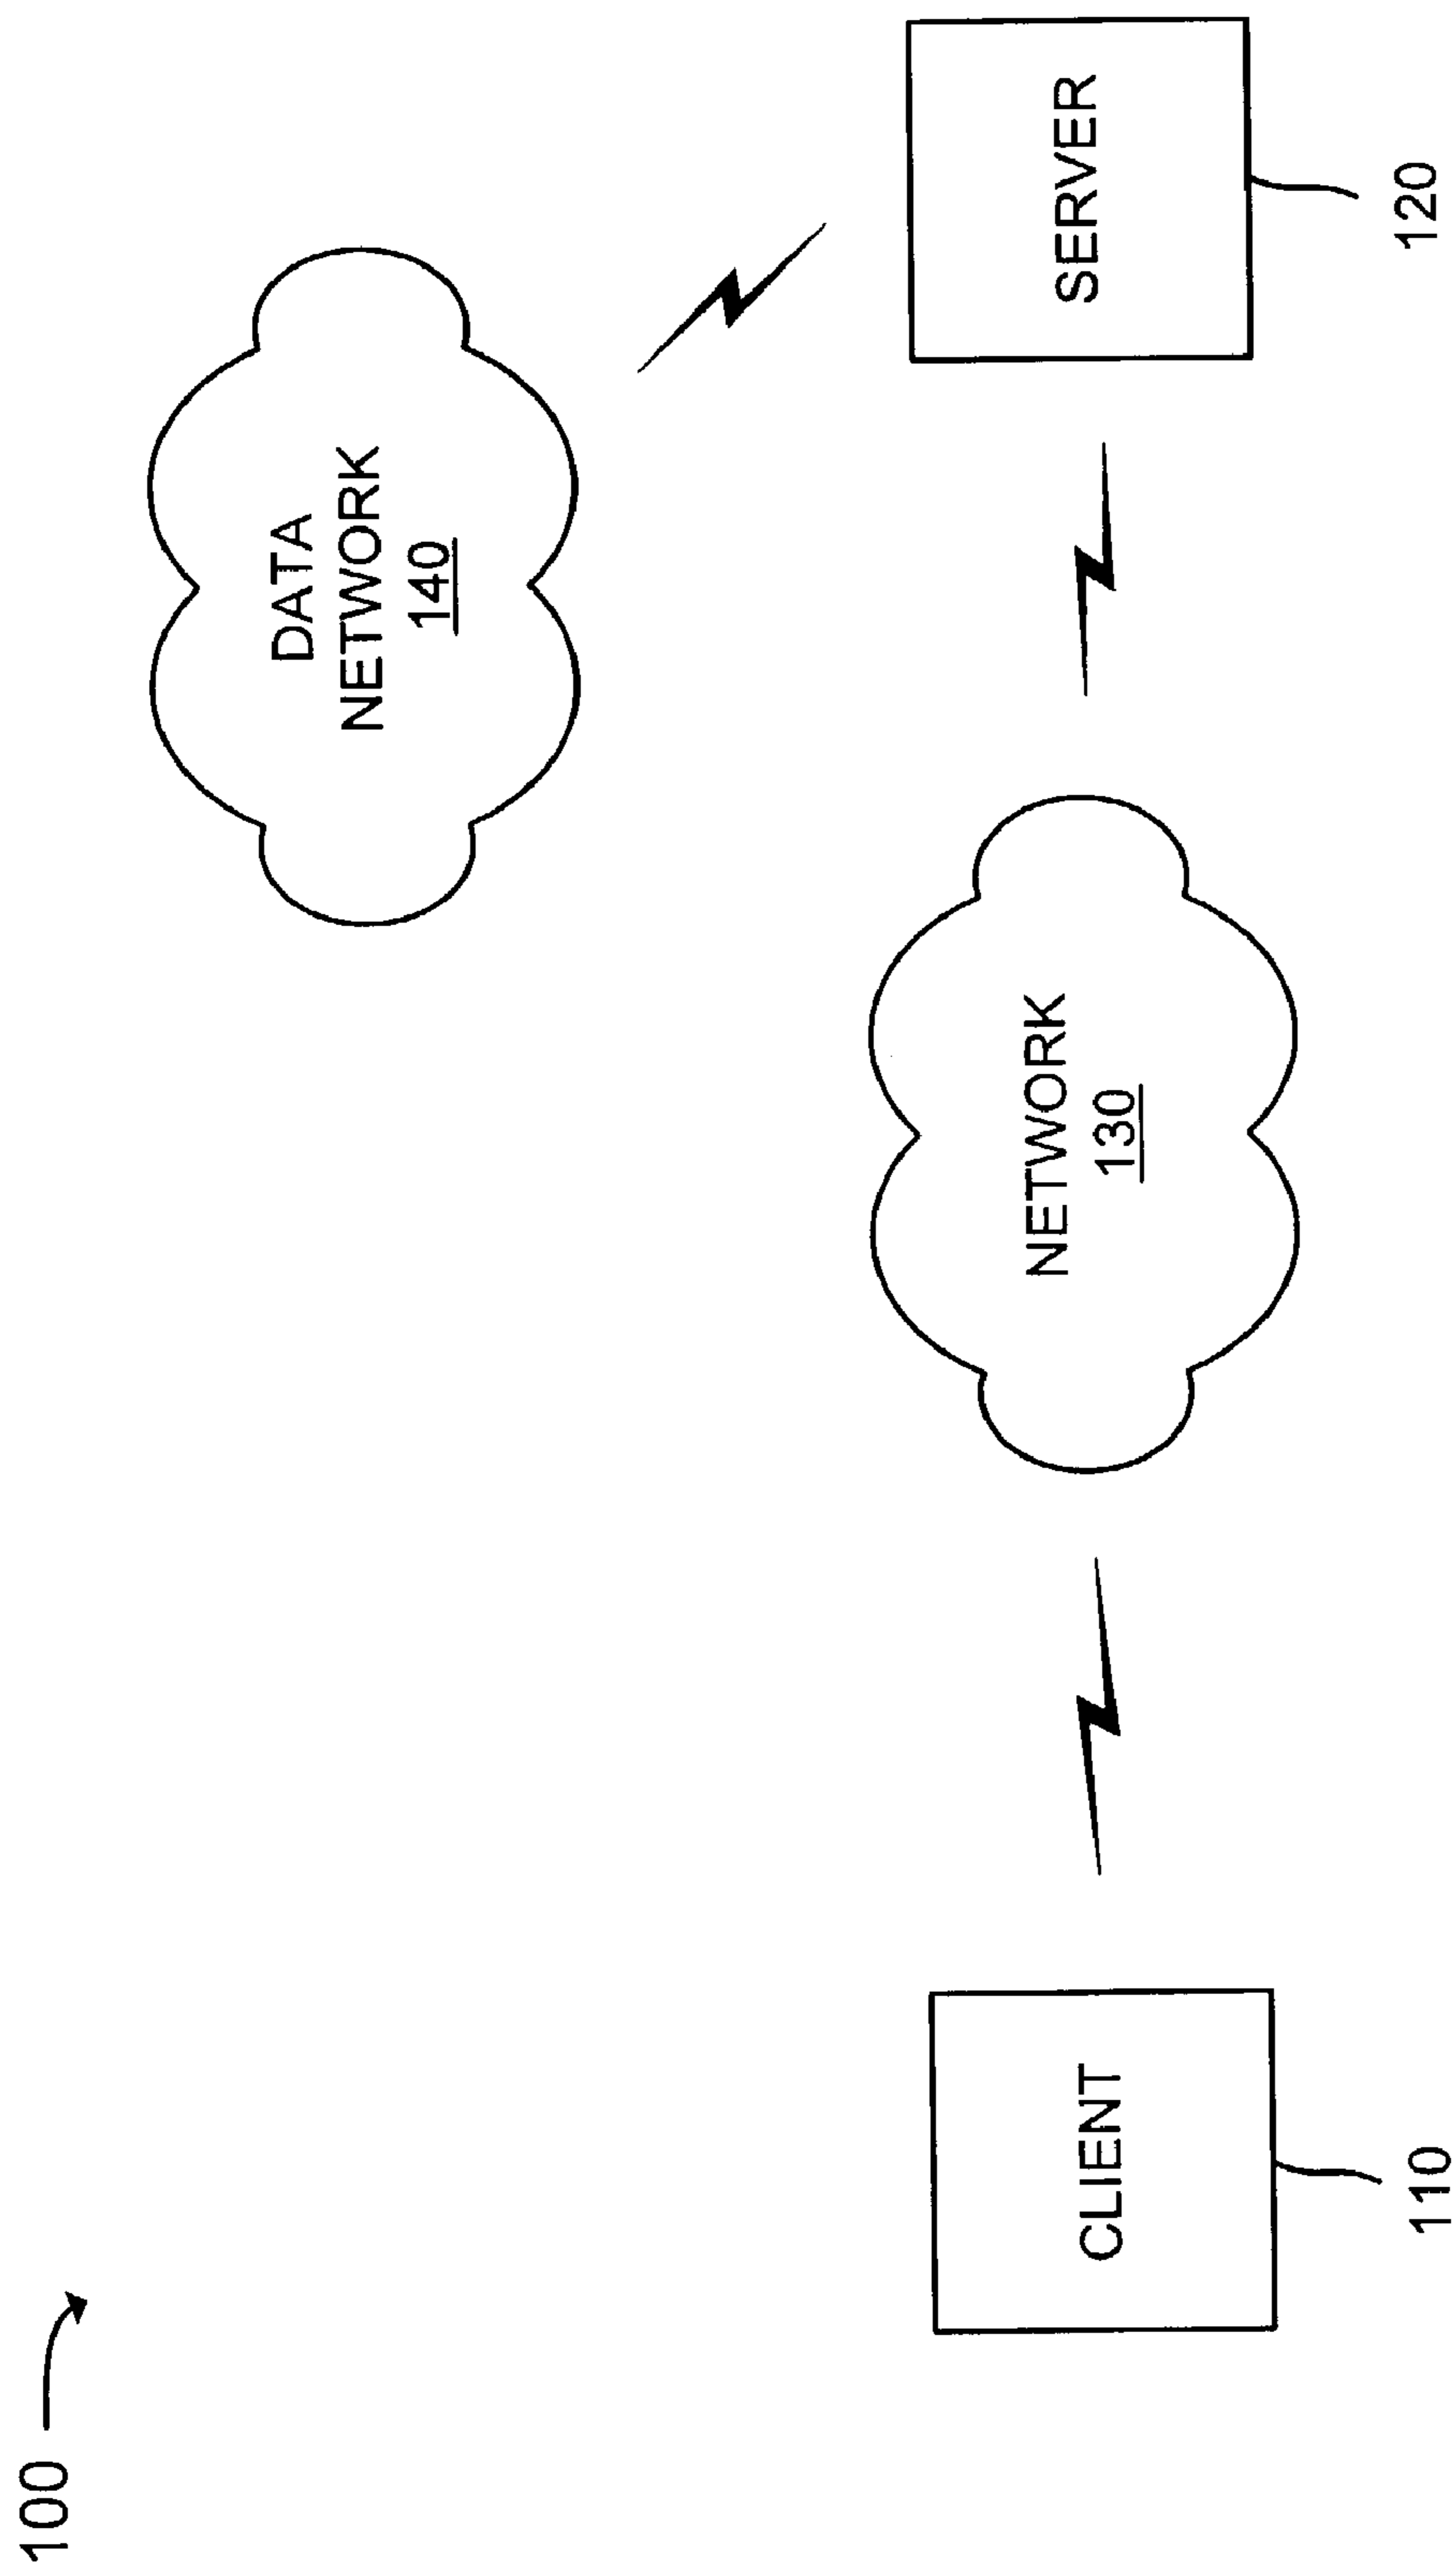 100
DATA
NETWORK
140
CLIENT
110
NETWORK
130
SERVER
120